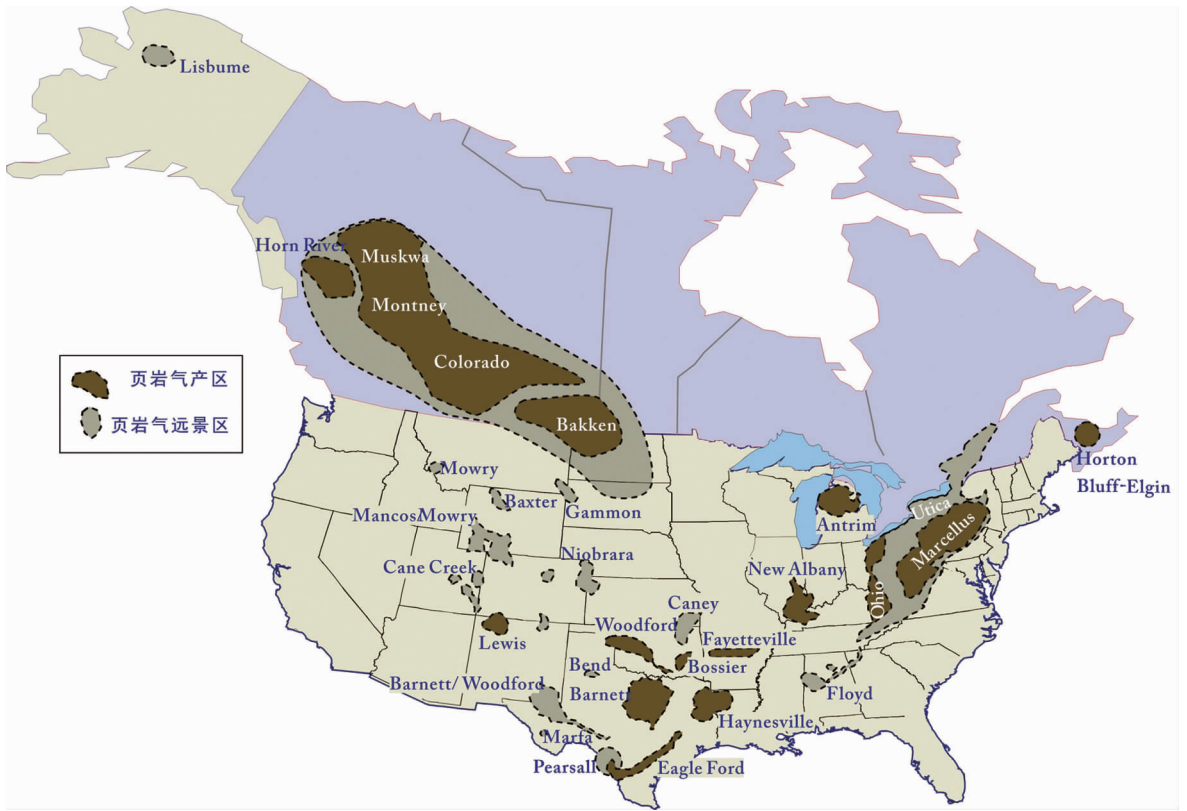 Lisbume
Horn River
Muskwa
Montney
Colorado
Bakken
页岩气产区
页岩气远景区
Mowry
Baxter
Gammon
MancosMowry
Niobrara
Cane Creek
Lewis
Antrim
Utica
Marcellus
Horton
Bluff-Elgin
New Albany
Ohio
Caney
Woodford
Fayetteville
Bossier
Bend
Barnett/Woodford
Barnett
Floyd
Haynesville
Marfa
Pearsall
Eagle Ford